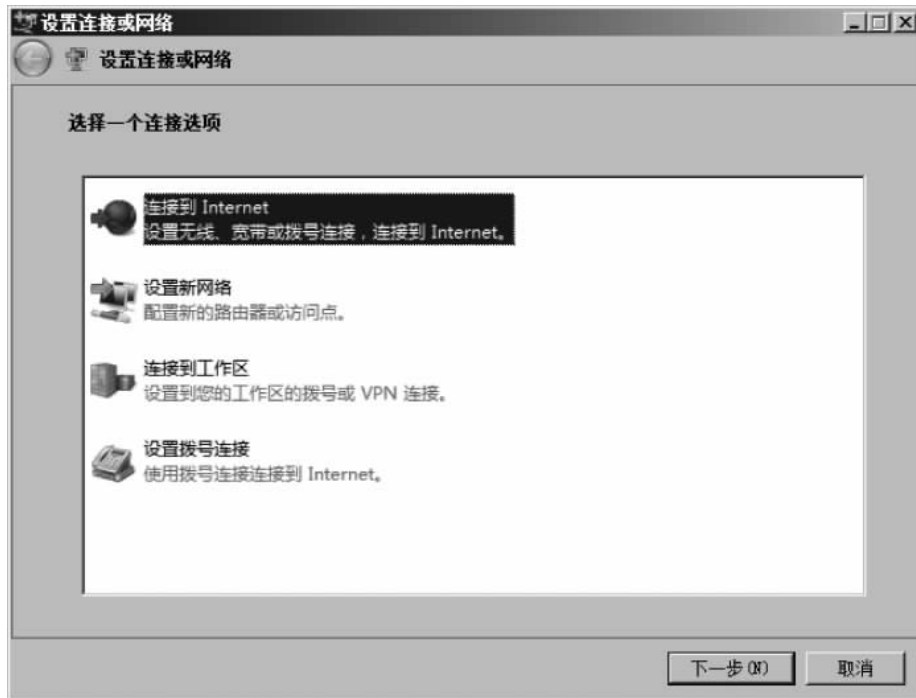 设置连接或网络
设置连接或网络
选择一个连接选项
连接到 Internet
设置无线、宽带或拨号连接，连接到 Internet。
设置新网络
配置新的路由器或访问点。
连接到工作区
设置到您的工作区的拨号或 VPN 连接。
设置拨号连接
使用拨号连接连接到 Internet。
下一步(N) 取消